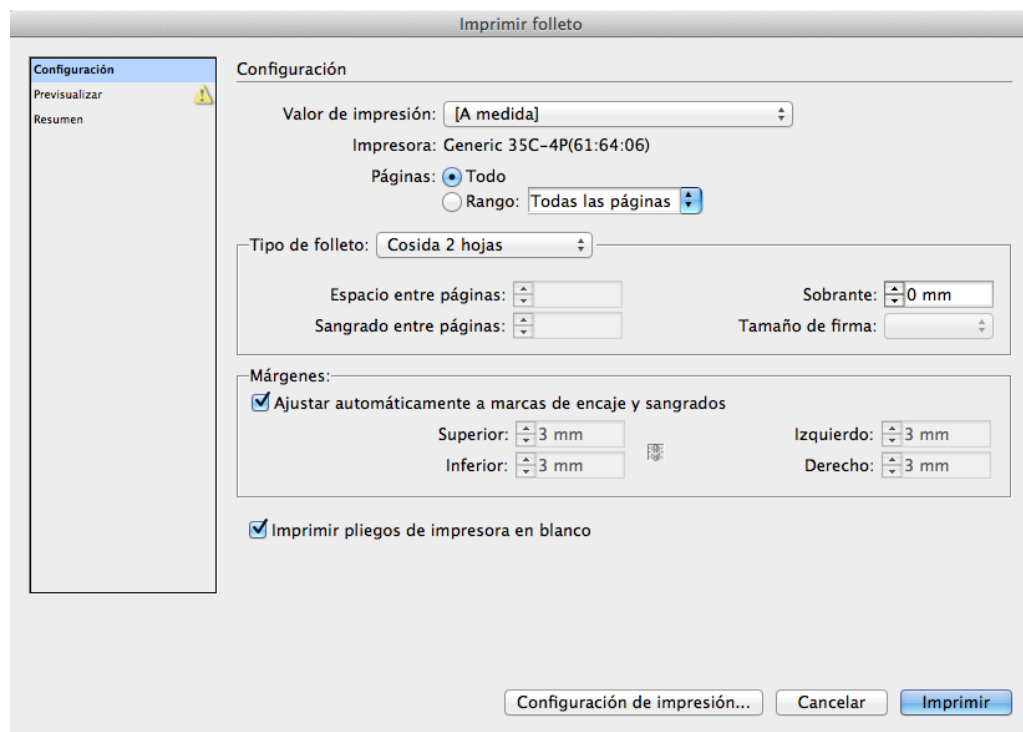 Imprimir folleto
Configuración
Previsualizar
Resumen
Configuración
Valor de impresión: [A medida]
Impresora: Generic 35C-4P(61:64:06)
Páginas: Todo
Rango: Todas las páginas
Tipo de folleto: Cosida 2 hojas
Espacio entre páginas: Sobrante: 0 mm
Sangrado entre páginas: Tamaño de firma:
Márgenes:
Ajustar automáticamente a marcas de encaje y sangrados
Superior: 3 mm Izquierdo: 3 mm
Inferior: 3 mm Derecho: 3 mm
Imprimir pliegos de impresora en blanco
Configuración de impresión... Cancelar Imprimir